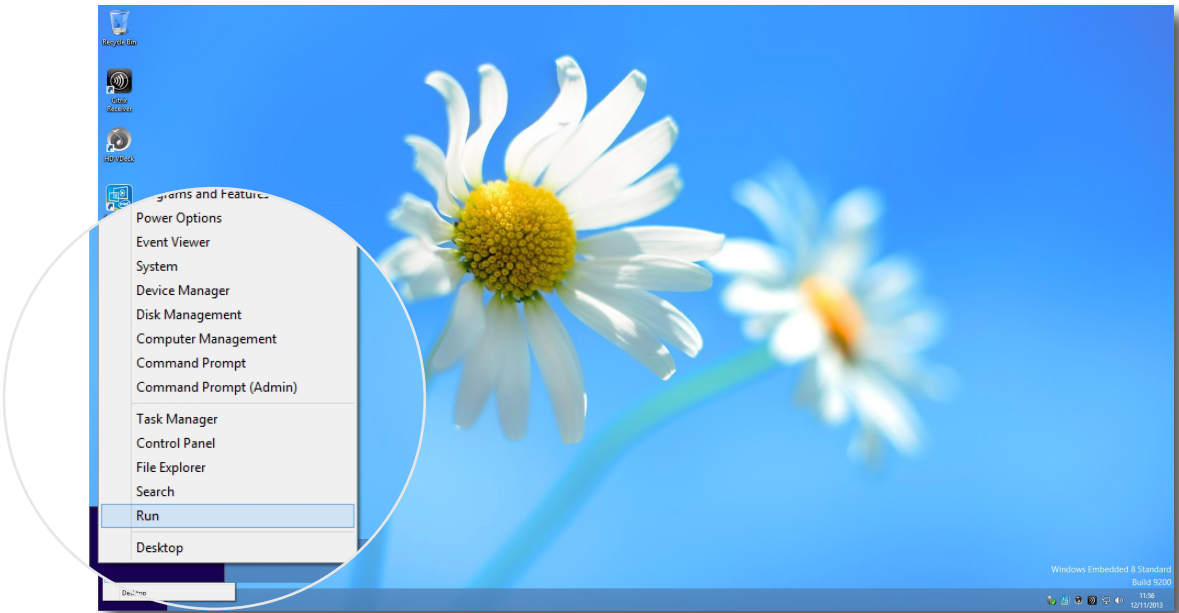 Recycle Bin
Citrix
Receiver
HD VDeck
Programs and Features
Power Options
Event Viewer
System
Device Manager
Disk Management
Computer Management
Command Prompt
Command Prompt (Admin)
Task Manager
Control Panel
File Explorer
Search
Run
Desktop
Desktop
Windows Embedded 8 Standard
Build 9200
11:56
12/11/2013